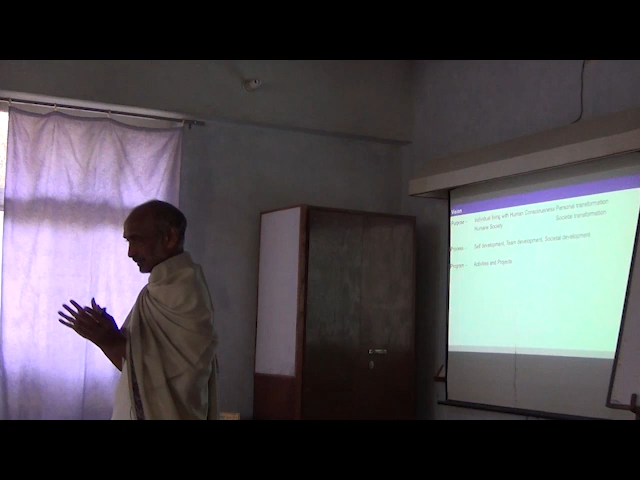 Vision
Purpose - Individual living with Human Consciousness Personal transformation
Humane Society Societal transformation
Process - Self development, Team development, Societal development
Program - Activities and Projects